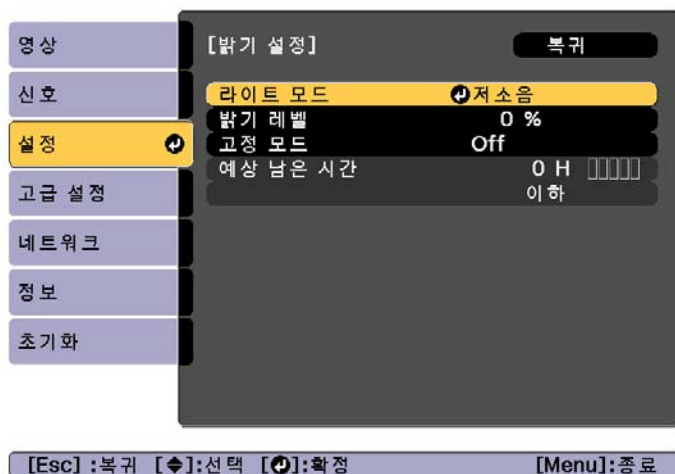 영상
신호
설정
고급 설정
네트워크
정보
초기화
[밝기 설정] 복귀
라이트 모드 저소음
밝기 레벨 0 %
고정 모드 Off
예상 남은 시간 0 H
이하
[Esc] :복귀 [◆]:선택 [⏎]:확정 [Menu]:종료